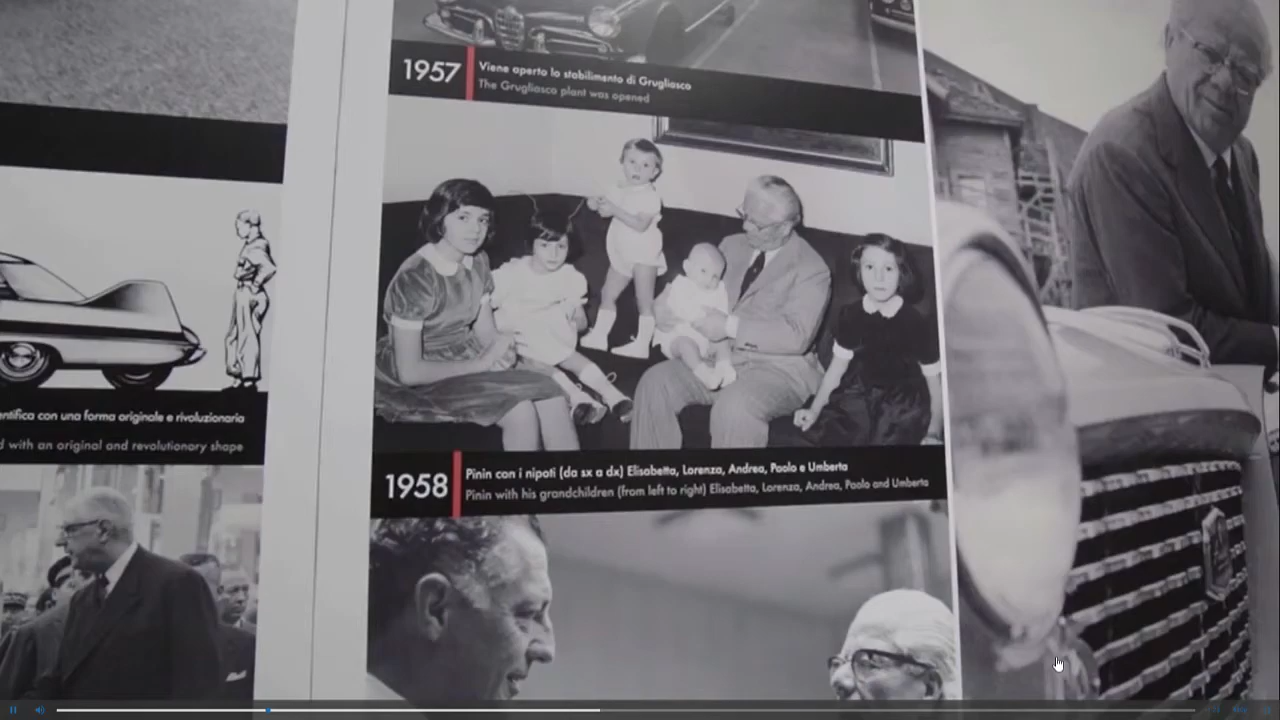 1957
Viene aperto lo stabilimento di Grugliasco
The Grugliasco plant was opened
entifica con una forma originale e rivoluzionaria
d with an original and revolutionary shape
1958
Pinin con i nipoti (da sx a dx) Elisabetta, Lorenza, Andrea, Paolo e Umberta
Pinin with his grandchildren (from left to right) Elisabetta, Lorenza, Andrea, Paolo and Umberta